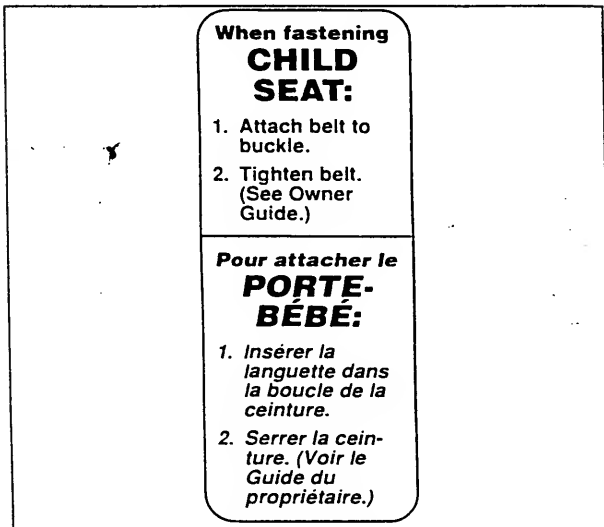 When fastening
CHILD
SEAT:
1. Attach belt to
buckle.
2. Tighten belt.
(See Owner
Guide.)
Pour attacher le
PORTE-
BÉBÉ:
1. Insérer la
languette dans
la boucle de la
ceinture.
2. Serrer la cein-
ture. (Voir le
Guide du
propriétaire.)